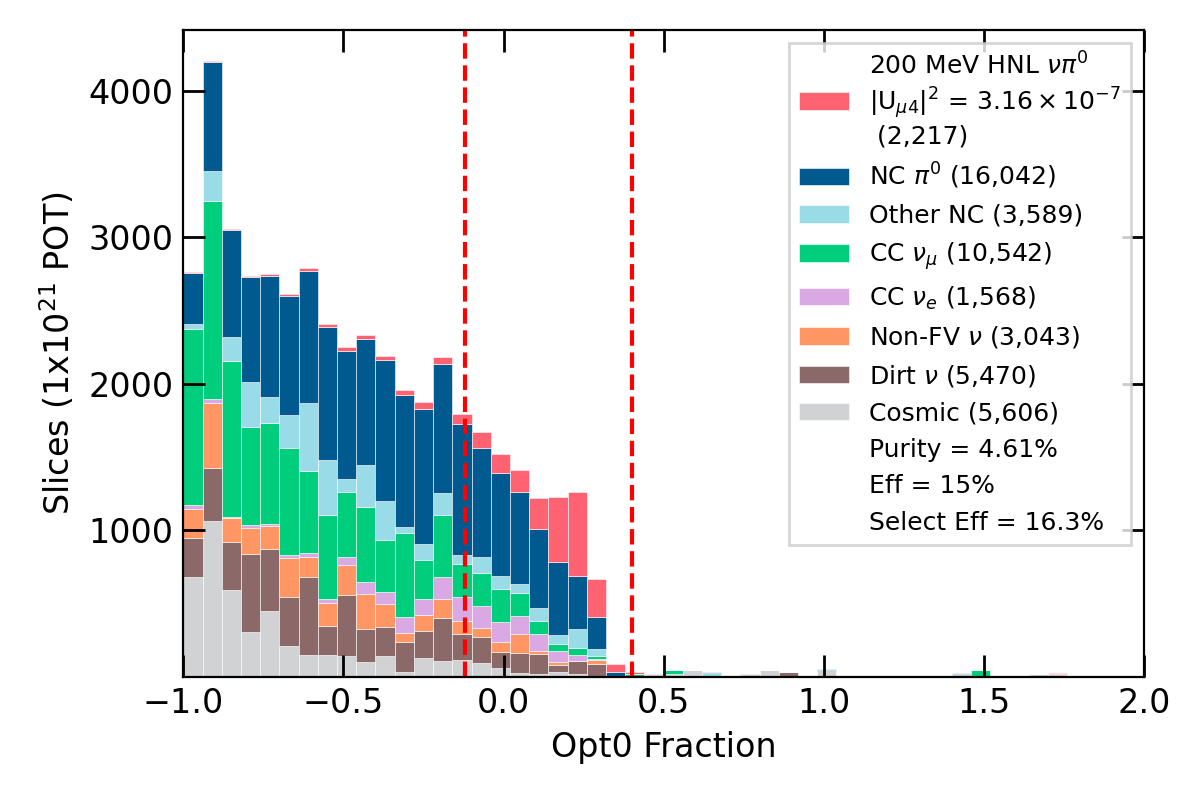 4000
3000
2000
1000
Slices (1x10²¹ POT)
−1.0 −0.5 0.0 0.5 1.0 1.5 2.0
Opt0 Fraction
200 MeV HNL νπ⁰
|U_{μ4}|² = 3.16 × 10⁻⁷
(2,217)
NC π⁰ (16,042)
Other NC (3,589)
CC ν_μ (10,542)
CC ν_e (1,568)
Non-FV ν (3,043)
Dirt ν (5,470)
Cosmic (5,606)
Purity = 4.61%
Eff = 15%
Select Eff = 16.3%